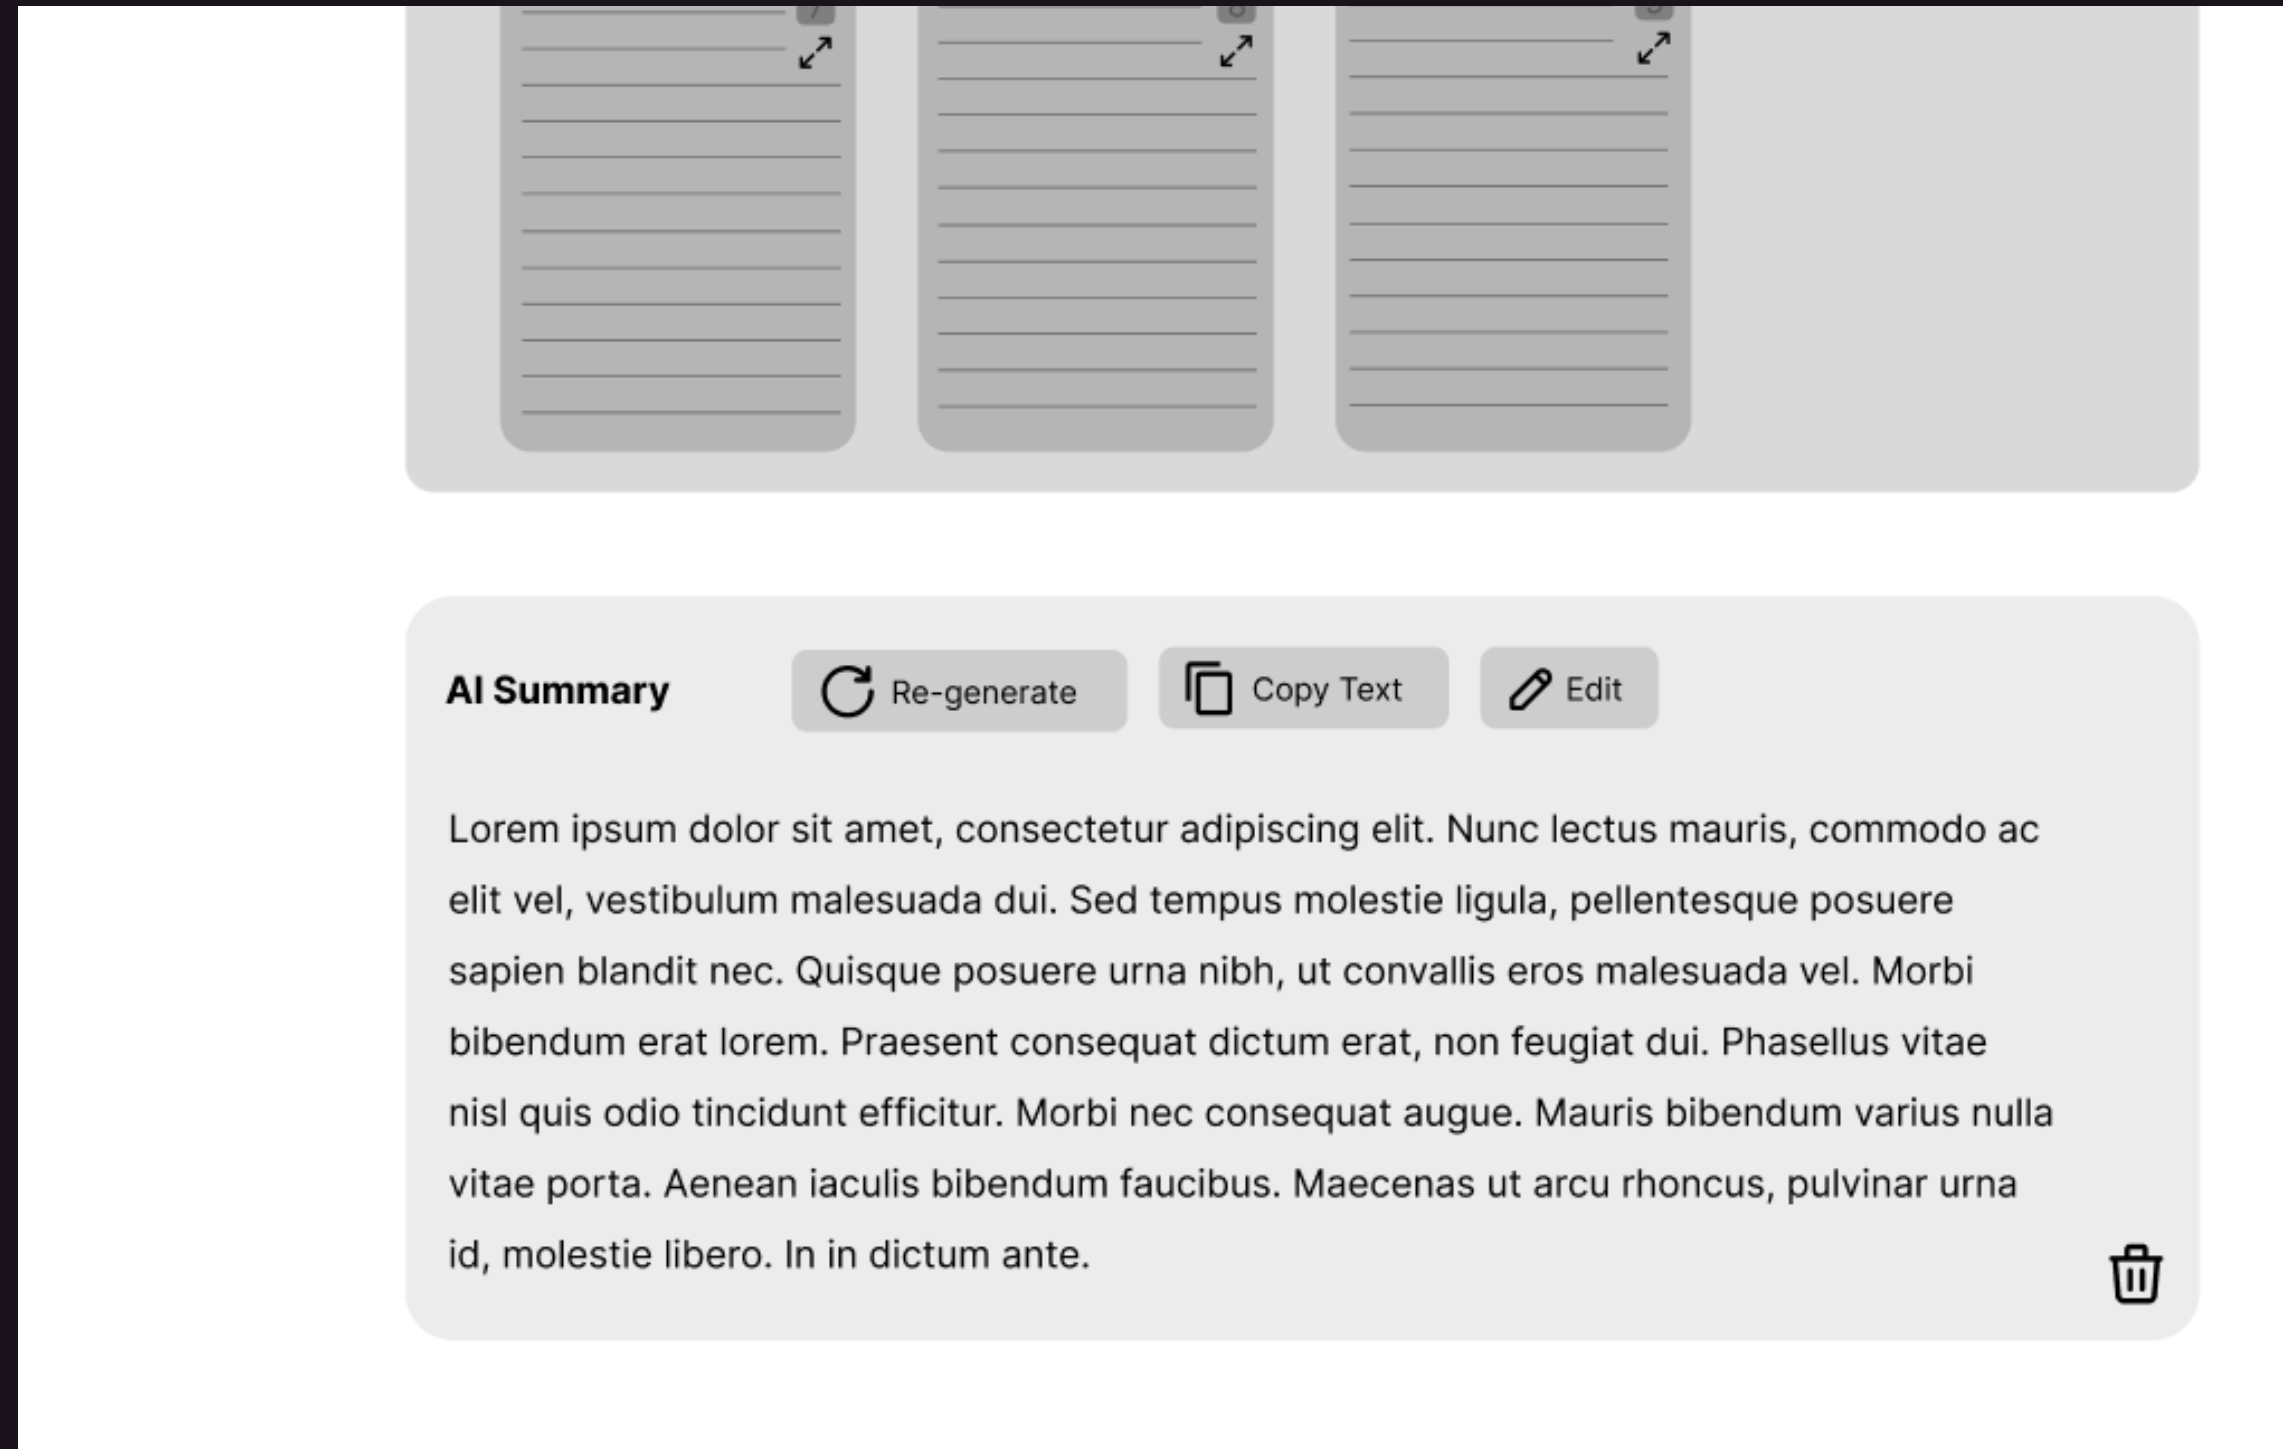 AI Summary
Re-generate
Copy Text
Edit
Lorem ipsum dolor sit amet, consectetur adipiscing elit. Nunc lectus mauris, commodo ac
elit vel, vestibulum malesuada dui. Sed tempus molestie ligula, pellentesque posuere
sapien blandit nec. Quisque posuere urna nibh, ut convallis eros malesuada vel. Morbi
bibendum erat lorem. Praesent consequat dictum erat, non feugiat dui. Phasellus vitae
nisl quis odio tincidunt efficitur. Morbi nec consequat augue. Mauris bibendum varius nulla
vitae porta. Aenean iaculis bibendum faucibus. Maecenas ut arcu rhoncus, pulvinar urna
id, molestie libero. In in dictum ante.